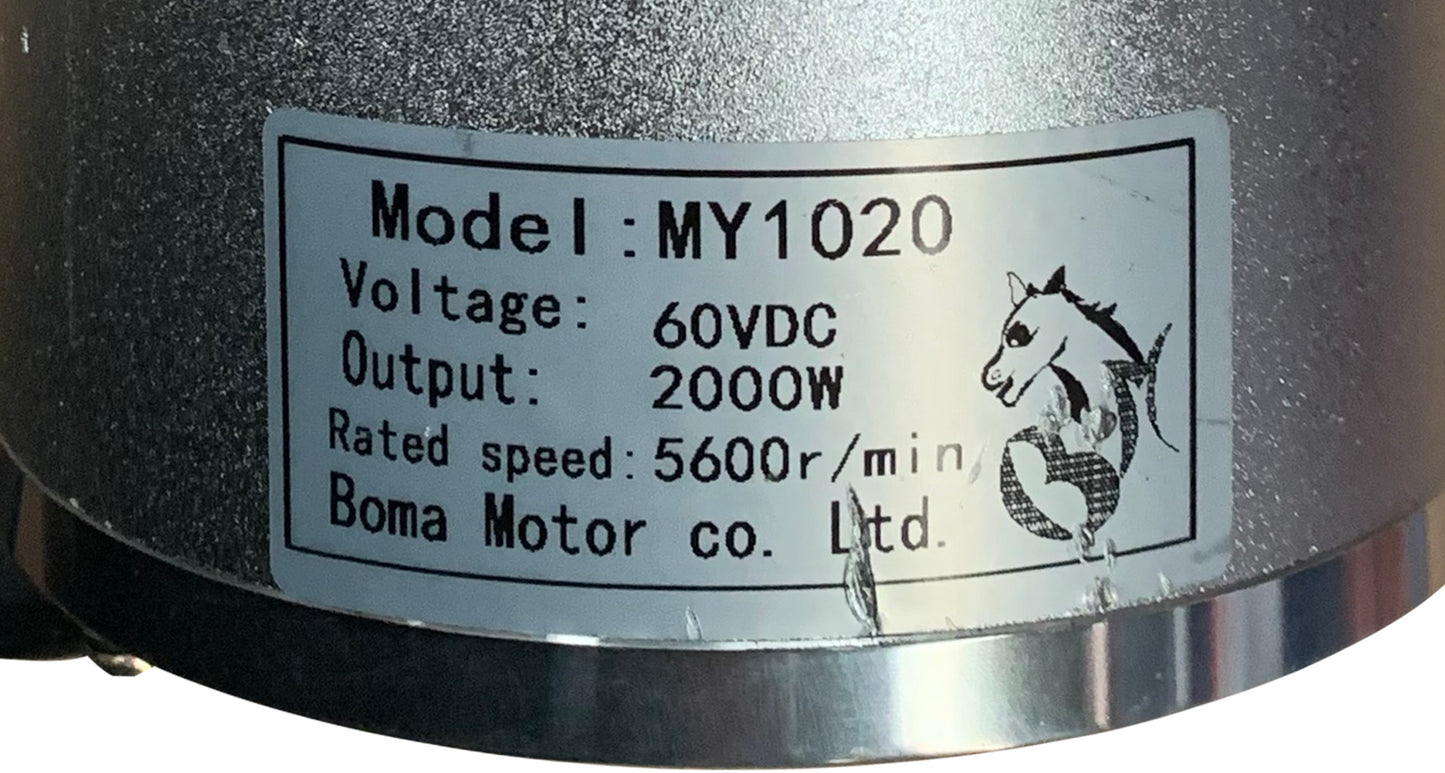 Model:MY1020
Voltage: 60VDC
Output: 2000W
Rated speed:5600r/min
Boma Motor co. Ltd.